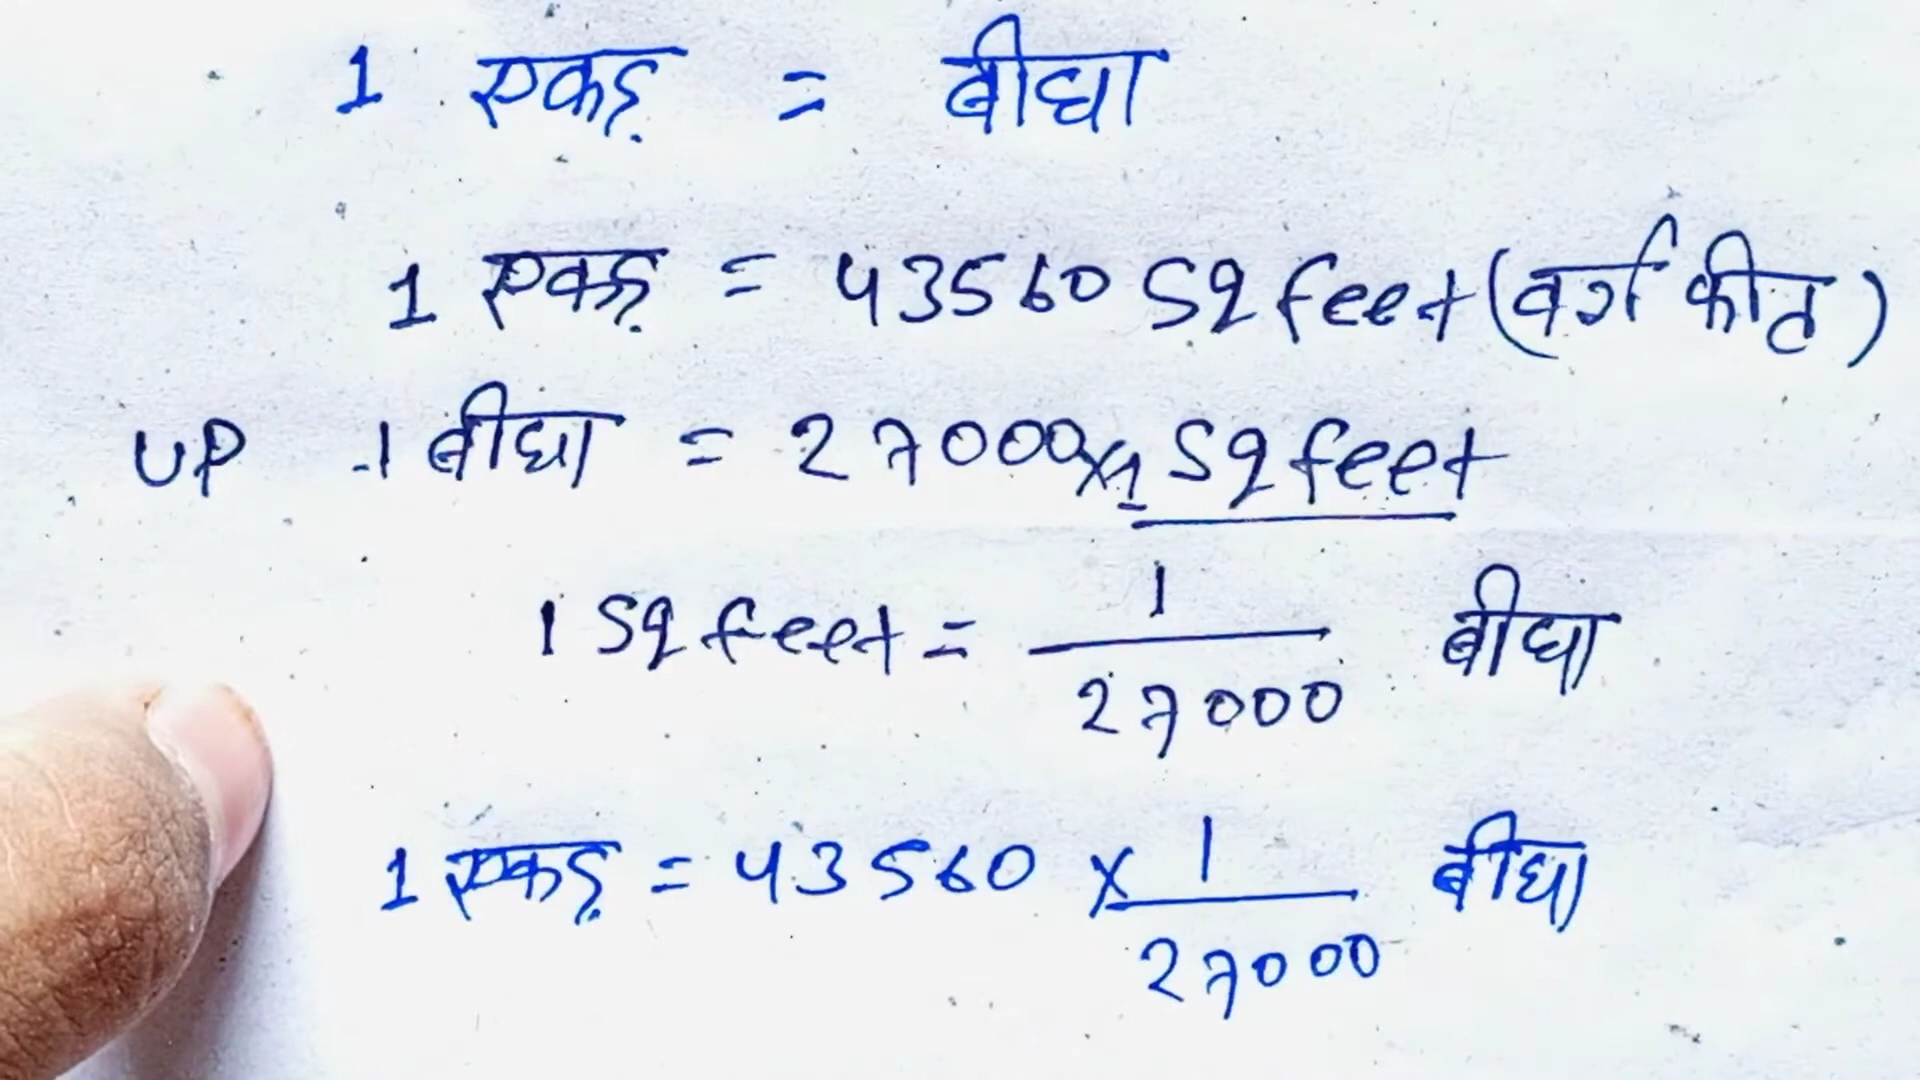 1 एकड़ = बीघा
1 एकड़ = 43560 Sq feet (वर्ग फीट)
UP 1 बीघा = 27000 x 1 Sq feet
1 Sq feet = 1/27000 बीघा
1 एकड़ = 43560 x 1/27000 बीघा